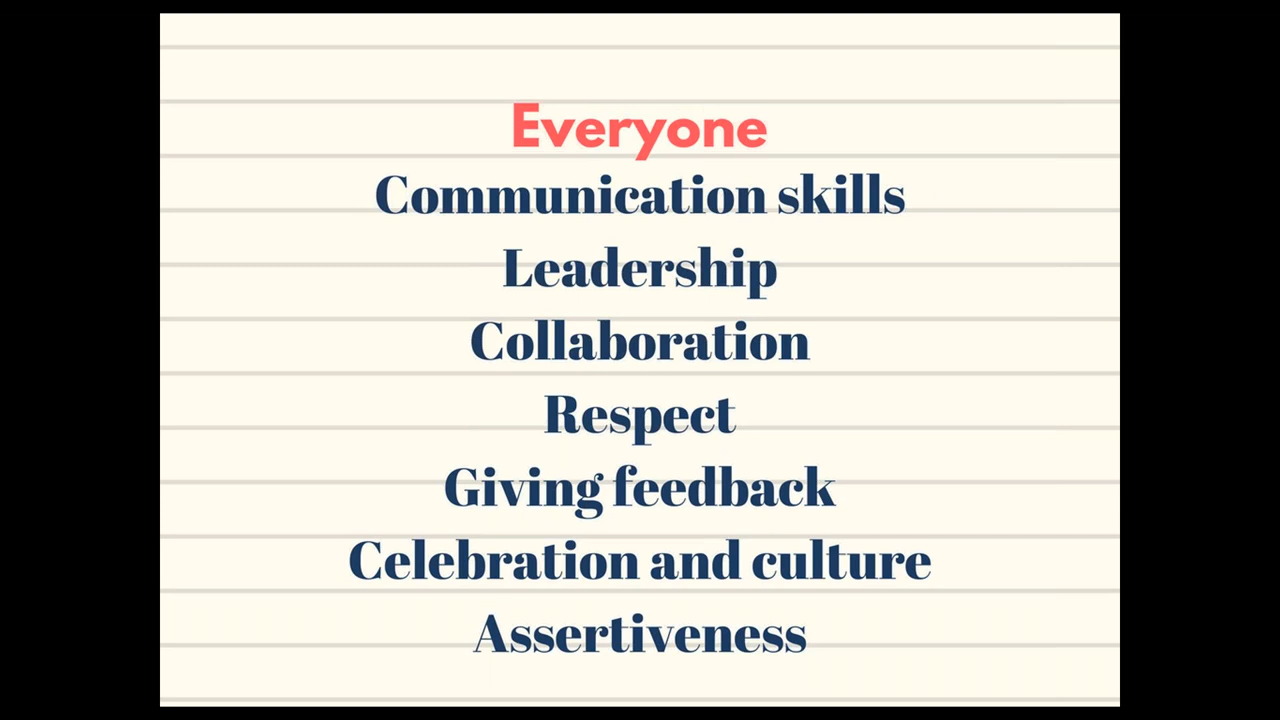 Everyone
Communication skills
Leadership
Collaboration
Respect
Giving feedback
Celebration and culture
Assertiveness